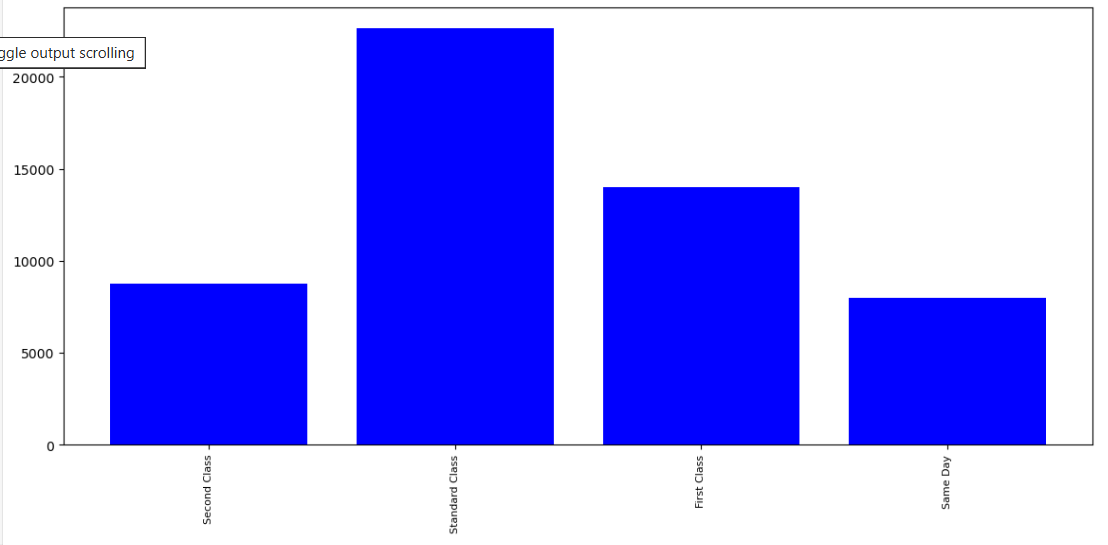 ggle output scrolling
20000
15000
10000
5000
0
Second Class
Standard Class
First Class
Same Day